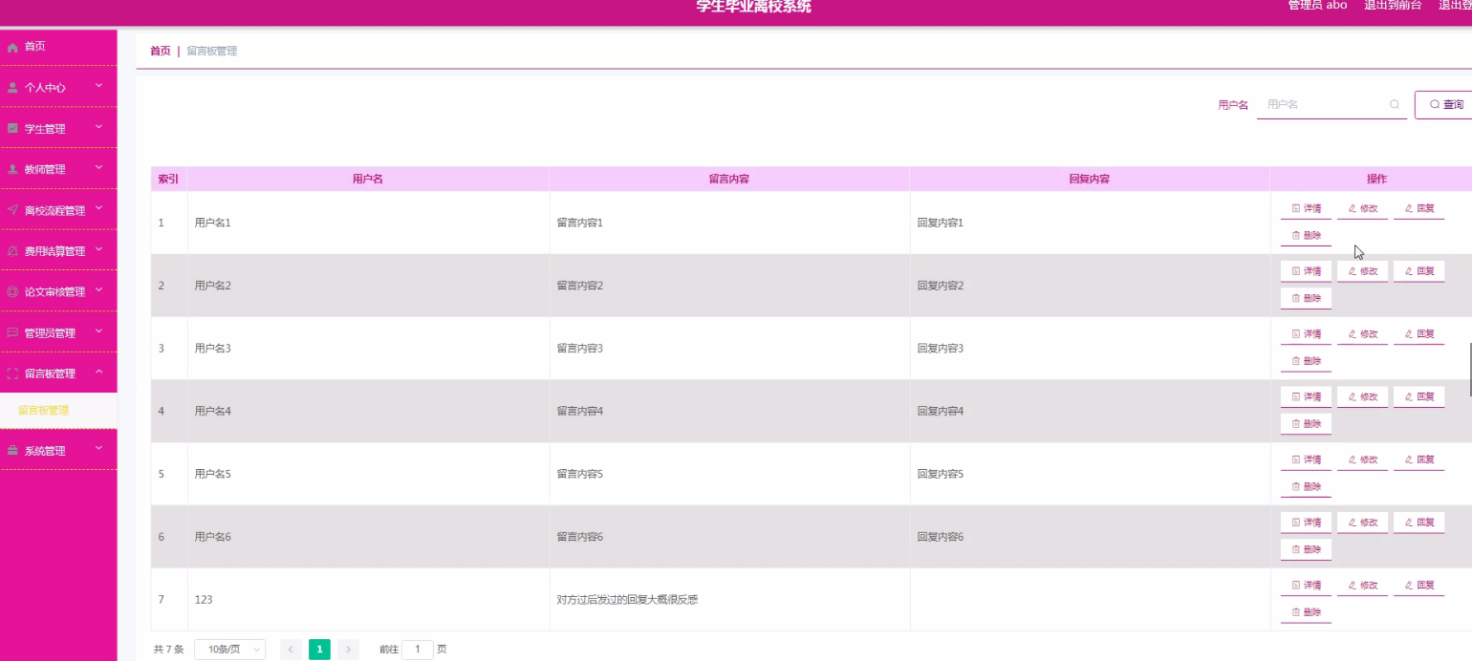 学生毕业离校系统
管理员 abo 退出到前台 退出登
首页
首页 | 留言板管理
个人中心
用户名 用户名 查询
学生管理
教师管理
离校流程管理
费用结算管理
论文审核管理
管理员管理
留言板管理
留言板管理
系统管理
索引 用户名 留言内容 回复内容 操作
1 用户名1 留言内容1 回复内容1 详情 修改 回复
删除
2 用户名2 留言内容2 回复内容2 详情 修改 回复
删除
3 用户名3 留言内容3 回复内容3 详情 修改 回复
删除
4 用户名4 留言内容4 回复内容4 详情 修改 回复
删除
5 用户名5 留言内容5 回复内容5 详情 修改 回复
删除
6 用户名6 留言内容6 回复内容6 详情 修改 回复
删除
7 123 对方过后发过的回复大概很反感 详情 修改 回复
删除
共 7 条 10条/页 1 前往 1 页